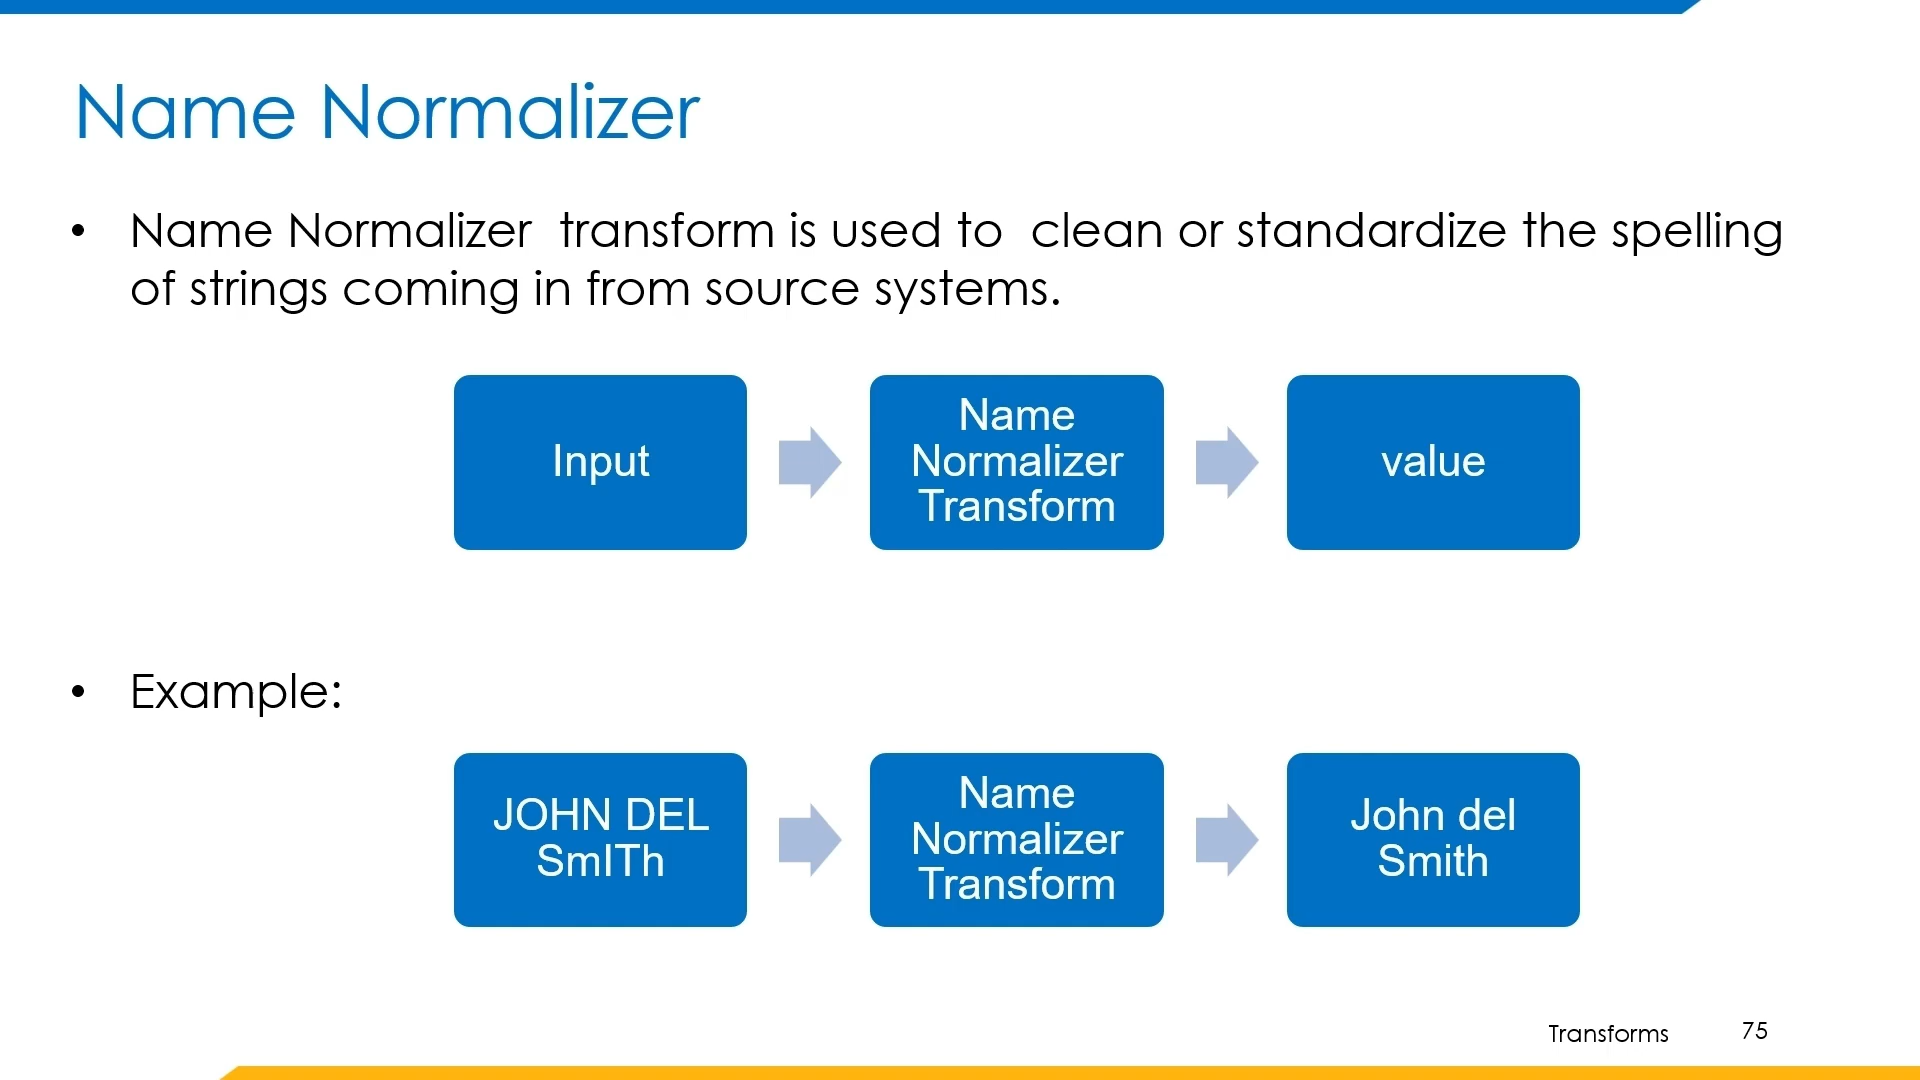 Name Normalizer
• Name Normalizer  transform is used to  clean or standardize the spelling
of strings coming in from source systems.
Input
Name
Normalizer
Transform
value
• Example:
JOHN DEL
SmITh
Name
Normalizer
Transform
John del
Smith
Transforms 75